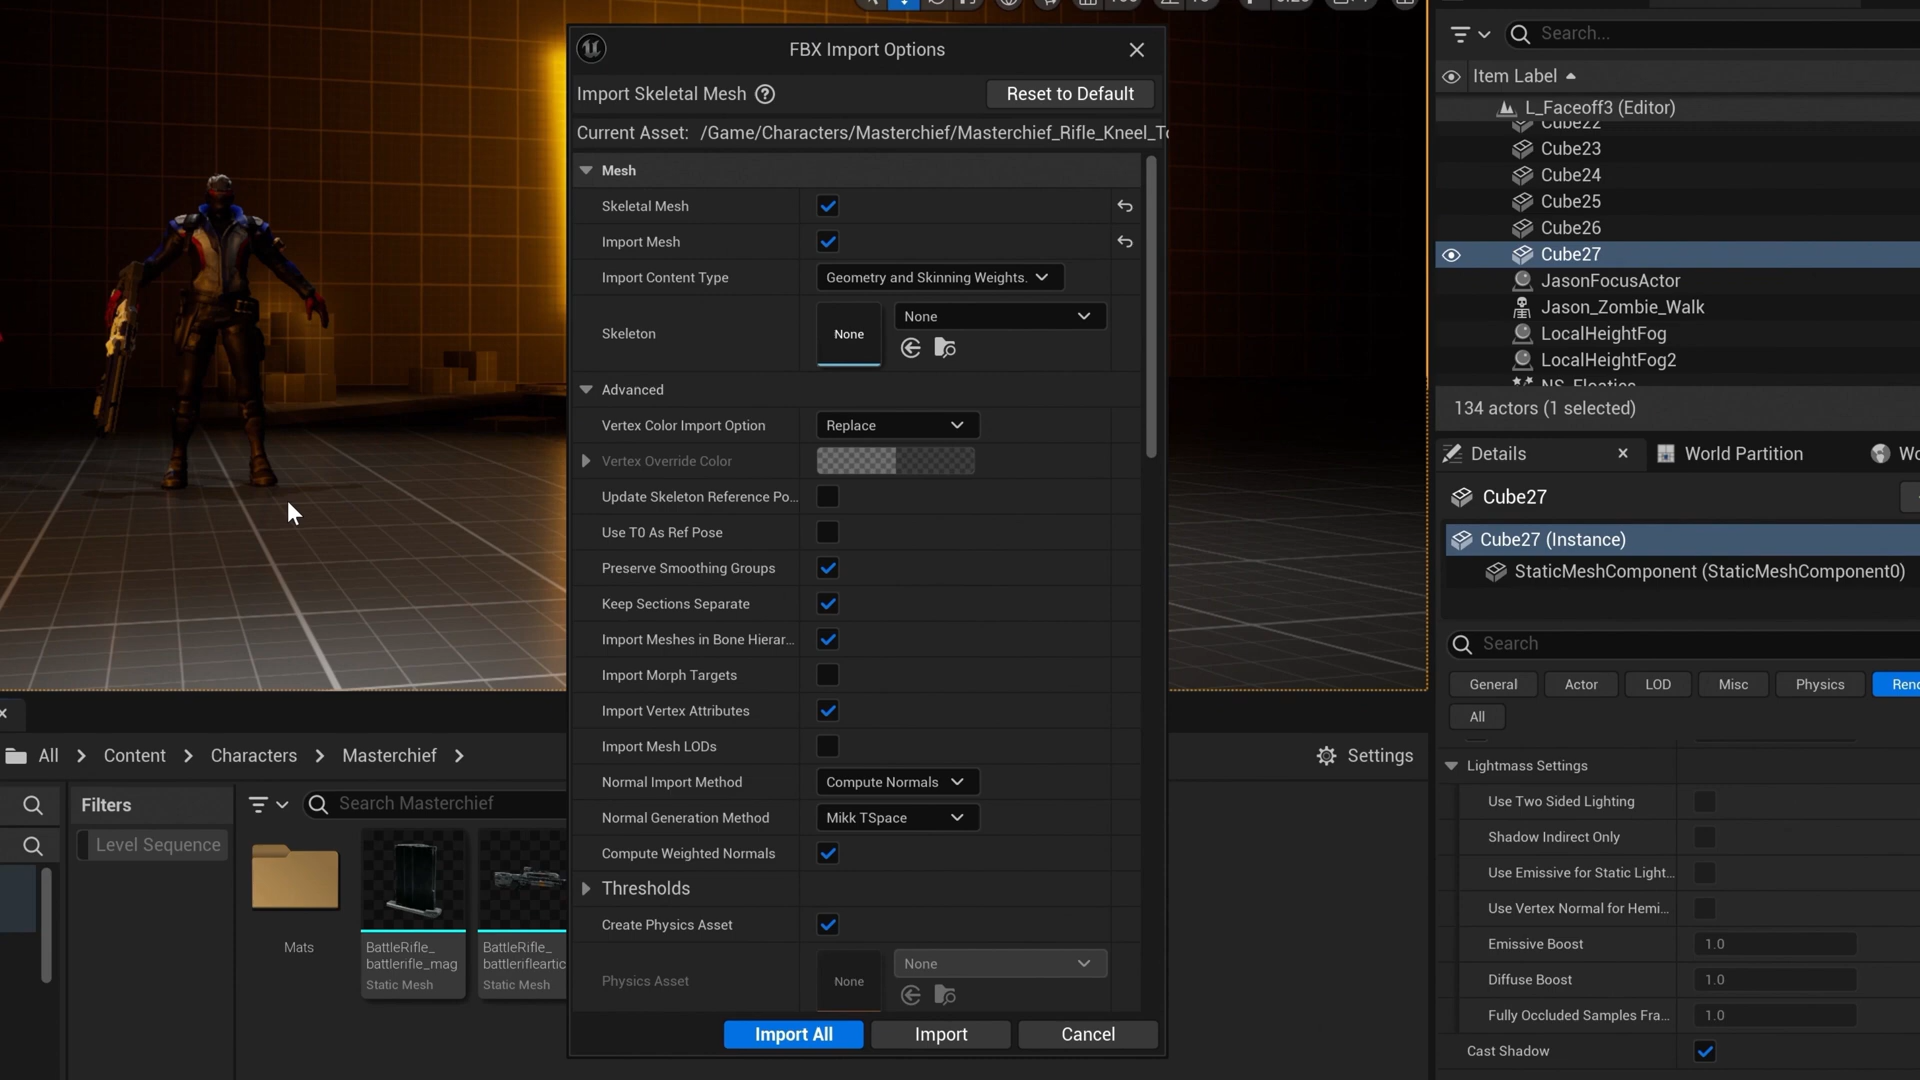 FBX Import Options
Import Skeletal Mesh
Reset to Default
Current Asset: /Game/Characters/Masterchief/Masterchief_Rifle_Kneel_To
Mesh
Skeletal Mesh
Import Mesh
Import Content Type
Geometry and Skinning Weights.
Skeleton
None
None
Advanced
Vertex Color Import Option
Replace
Vertex Override Color
Update Skeleton Reference Po...
Use T0 As Ref Pose
Preserve Smoothing Groups
Keep Sections Separate
Import Meshes in Bone Hierar...
Import Morph Targets
Import Vertex Attributes
Import Mesh LODs
Normal Import Method
Compute Normals
Normal Generation Method
Mikk TSpace
Compute Weighted Normals
Thresholds
Create Physics Asset
Physics Asset
None
None
Import All
Import
Cancel
All
Content
Characters
Masterchief
Settings
Filters
Search Masterchief
Level Sequence
Mats
BattleRifle_
battlerifle_mag
Static Mesh
BattleRifle_
battlerifleartic
Static Mesh
Search...
Item Label
L_Faceoff3 (Editor)
Cube22
Cube23
Cube24
Cube25
Cube26
Cube27
JasonFocusActor
Jason_Zombie_Walk
LocalHeightFog
LocalHeightFog2
134 actors (1 selected)
Details
World Partition
Wo
Cube27
Cube27 (Instance)
StaticMeshComponent (StaticMeshComponent0)
Search
General
Actor
LOD
Misc
Physics
Rend
All
Lightmass Settings
Use Two Sided Lighting
Shadow Indirect Only
Use Emissive for Static Light...
Use Vertex Normal for Hemi...
Emissive Boost
1.0
Diffuse Boost
1.0
Fully Occluded Samples Fra...
1.0
Cast Shadow